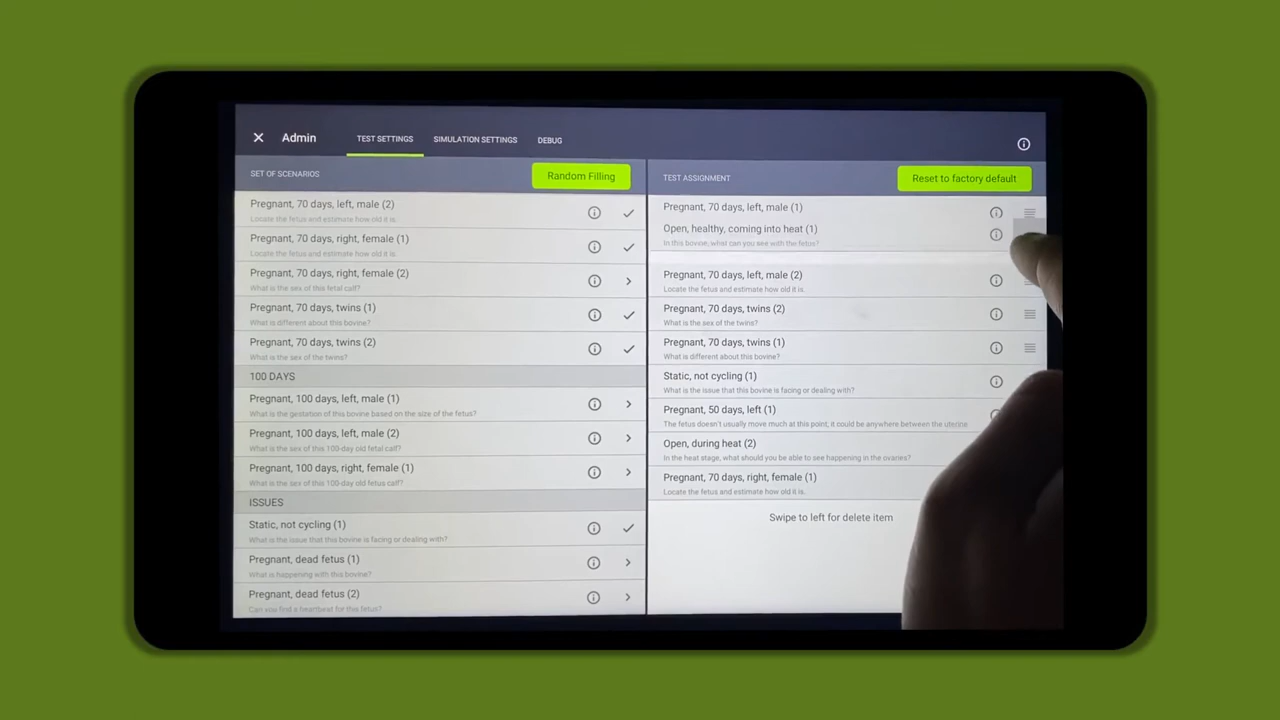 Admin
TEST SETTINGS
SIMULATION SETTINGS
DEBUG
SET OF SCENARIOS
Random Filling
Pregnant, 70 days, left, male (2)
Locate the fetus and estimate how old it is.
Pregnant, 70 days, right, female (1)
Locate the fetus and estimate how old it is.
Pregnant, 70 days, right, female (2)
What is the sex of this fetal calf?
Pregnant, 70 days, twins (1)
What is different about this bovine?
Pregnant, 70 days, twins (2)
What is the sex of the twins?
100 DAYS
Pregnant, 100 days, left, male (1)
What is the gestation of this bovine based on the size of the fetus?
Pregnant, 100 days, left, male (2)
What is the sex of this 100-day old fetal calf?
Pregnant, 100 days, right, female (1)
What is the sex of this 100-day old fetus calf?
ISSUES
Static, not cycling (1)
What is the issue that this bovine is facing or dealing with?
Pregnant, dead fetus (1)
What is happening with this bovine?
Pregnant, dead fetus (2)
Can you find a heartbeat for this fetus?
TEST ASSIGNMENT
Reset to factory default
Pregnant, 70 days, left, male (1)
Open, healthy, coming into heat (1)
In this bovine, what can you see with the fetus?
Pregnant, 70 days, left, male (2)
Locate the fetus and estimate how old it is.
Pregnant, 70 days, twins (2)
What is the sex of the twins?
Pregnant, 70 days, twins (1)
What is different about this bovine?
Static, not cycling (1)
What is the issue that this bovine is facing or dealing with?
Pregnant, 50 days, left (1)
The fetus doesn't usually move much at this point, it could be anywhere between the uterine
Open, during heat (2)
In the heat stage, what should you be able to see happening in the ovaries?
Pregnant, 70 days, right, female (1)
Locate the fetus and estimate how old it is.
Swipe to left for delete item